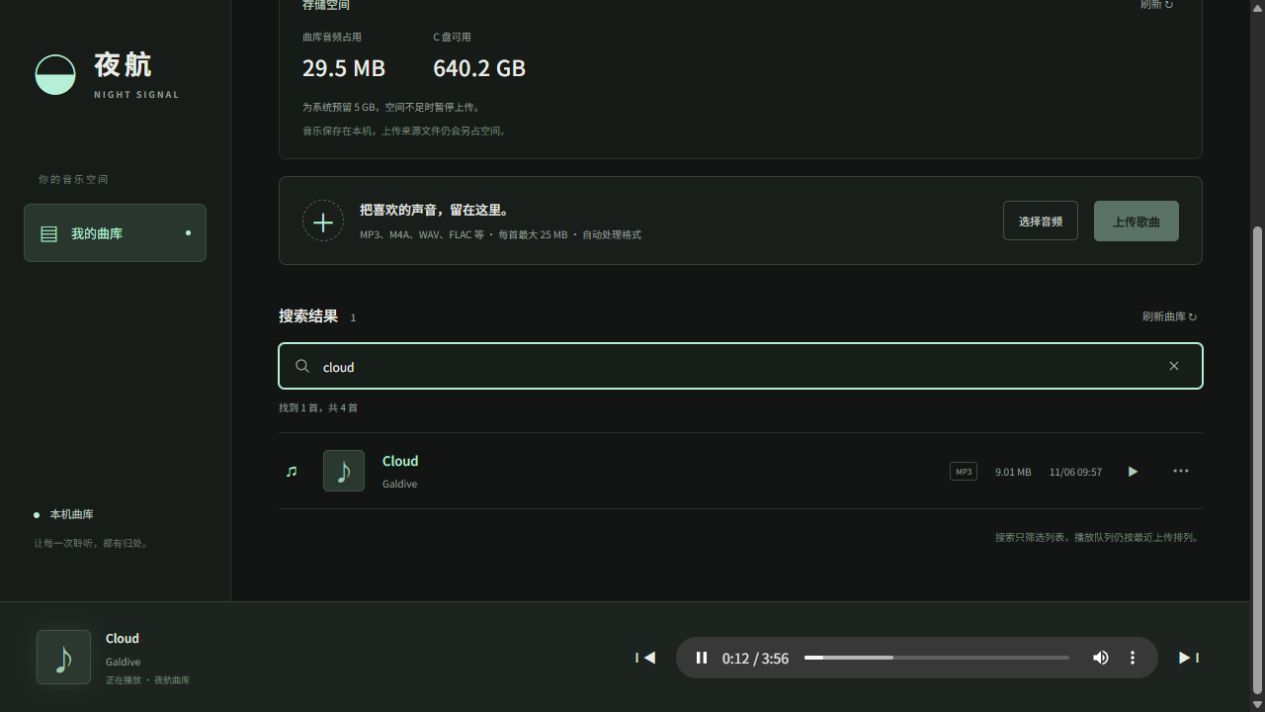 夜航
NIGHT SIGNAL
你的音乐空间
我的曲库
本机曲库
让每一次聆听，都有归处。
存储空间
刷新 ↻
曲库音频占用
C 盘可用
29.5 MB
640.2 GB
为系统预留 5 GB，空间不足时暂停上传。
音乐保存在本机，上传来源文件仍会另占空间。
把喜欢的声音，留在这里。
MP3、M4A、WAV、FLAC 等 · 每首最大 25 MB · 自动处理格式
选择音频
上传歌曲
搜索结果 1
刷新曲库 ↻
cloud
找到 1 首，共 4 首
Cloud
Galdive
MP3
9.01 MB
11/06 09:57
搜索只筛选列表，播放队列仍按最近上传排列。
Cloud
Galdive
正在播放 · 夜航曲库
0:12 / 3:56